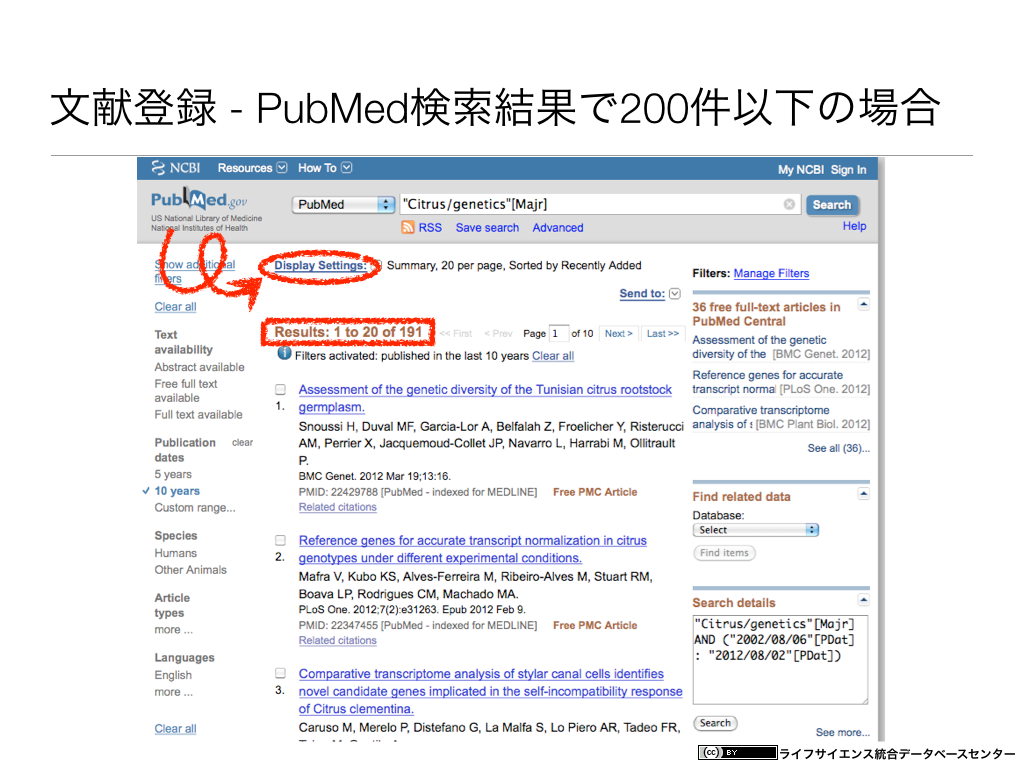 文献登録 - PubMed検索結果で200件以下の場合
NCBI Resources How To My NCBI Sign In
PubMed.gov
US National Library of Medicine
National Institutes of Health
PubMed "Citrus/genetics"[Majr] Search
RSS Save search Advanced Help
Show additional
filters
Clear all
Text
availability
Abstract available
Free full text
available
Full text available
Publication clear
dates
5 years
10 years
Custom range...
Species
Humans
Other Animals
Article
types
more ...
Languages
English
more ...
Clear all
Display Settings: Summary, 20 per page, Sorted by Recently Added
Send to:
Results: 1 to 20 of 191 << First < Prev Page 1 of 10 Next > Last >>
Filters activated: published in the last 10 years Clear all
1. Assessment of the genetic diversity of the Tunisian citrus rootstock
germplasm.
Snoussi H, Duval MF, Garcia-Lor A, Belfalah Z, Froelicher Y, Risterucci
AM, Perrier X, Jacquemoud-Collet JP, Navarro L, Harrabi M, Ollitrault
P.
BMC Genet. 2012 Mar 19;13:16.
PMID: 22429788 [PubMed - indexed for MEDLINE] Free PMC Article
Related citations
2. Reference genes for accurate transcript normalization in citrus
genotypes under different experimental conditions.
Mafra V, Kubo KS, Alves-Ferreira M, Ribeiro-Alves M, Stuart RM,
Boava LP, Rodrigues CM, Machado MA.
PLoS One. 2012;7(2):e31263. Epub 2012 Feb 9.
PMID: 22347455 [PubMed - indexed for MEDLINE] Free PMC Article
Related citations
3. Comparative transcriptome analysis of stylar canal cells identifies
novel candidate genes implicated in the self-incompatibility response
of Citrus clementina.
Caruso M, Merelo P, Distefano G, La Malfa S, Lo Piero AR, Tadeo FR,
Filters: Manage Filters
36 free full-text articles in
PubMed Central
Assessment of the genetic
diversity of the [BMC Genet. 2012]
Reference genes for accurate
transcript normal [PLoS One. 2012]
Comparative transcriptome
analysis of s [BMC Plant Biol. 2012]
See all (36)...
Find related data
Database:
Select
Find items
Search details
"Citrus/genetics"[Majr]
AND ("2002/08/06"[PDat]
: "2012/08/02"[PDat])
Search
See more...
(cc) BY ライフサイエンス統合データベースセンター